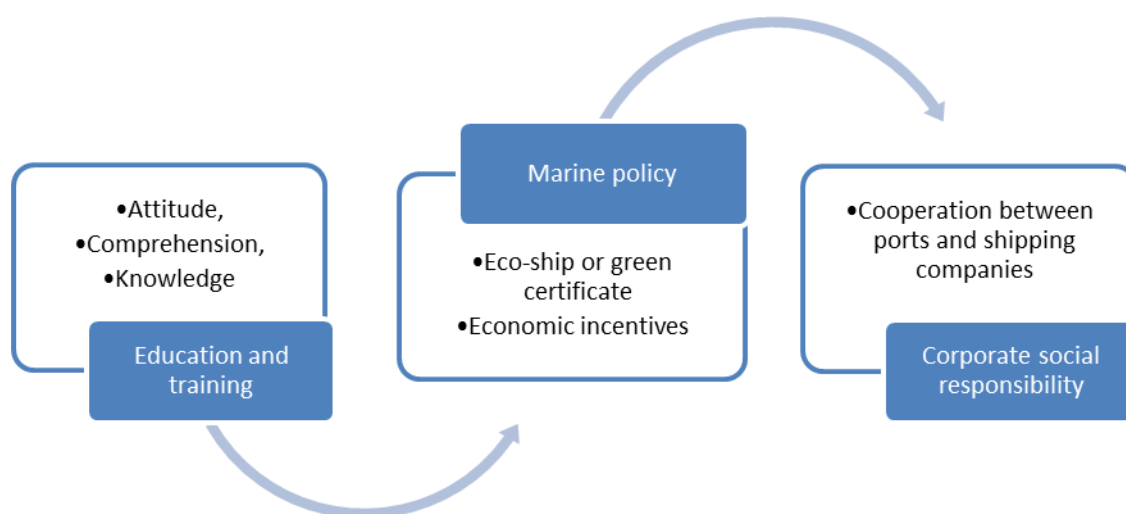 •Attitude,
•Comprehension,
•Knowledge
Education and
training
Marine policy
•Eco-ship or green
certificate
•Economic incentives
•Cooperation between
ports and shipping
companies
Corporate social
responsibility